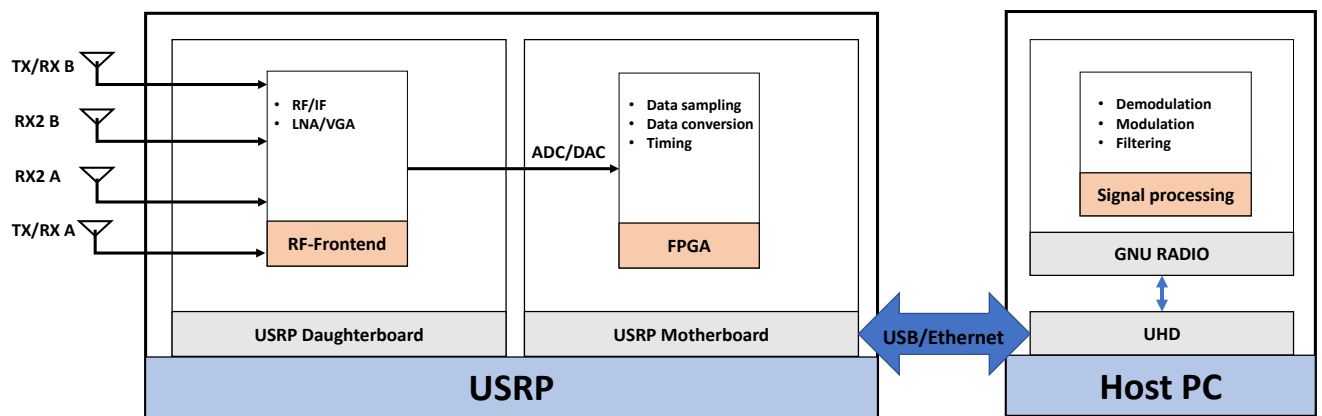 TX/RX B
RX2 B
RX2 A
TX/RX A
• RF/IF
• LNA/VGA
RF-Frontend
USRP Daughterboard
ADC/DAC
• Data sampling
• Data conversion
• Timing
FPGA
USRP Motherboard
USRP
USB/Ethernet
• Demodulation
• Modulation
• Filtering
Signal processing
GNU RADIO
UHD
Host PC